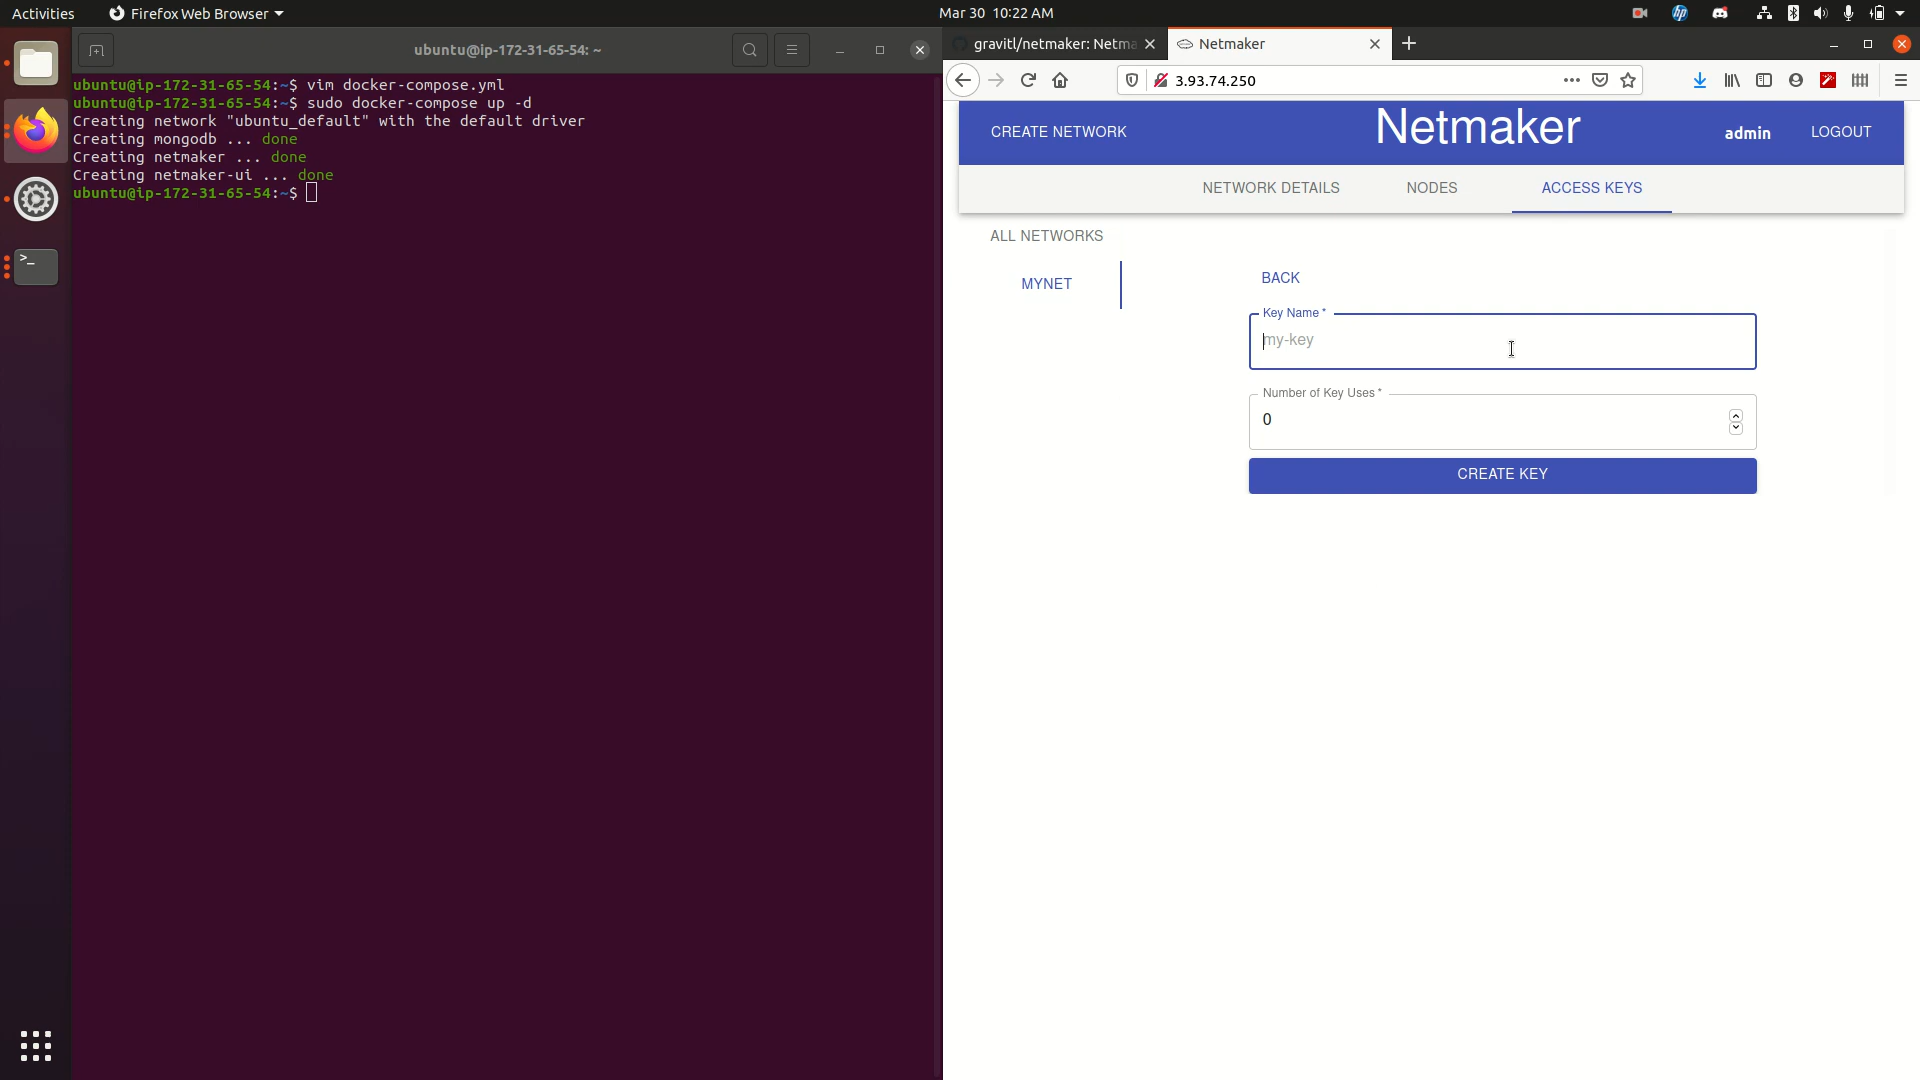 Activities
Firefox Web Browser
Mar 30 10:22 AM
ubuntu@ip-172-31-65-54: ~
ubuntu@ip-172-31-65-54:~$ vim docker-compose.yml
ubuntu@ip-172-31-65-54:~$ sudo docker-compose up -d
Creating network "ubuntu_default" with the default driver
Creating mongodb ... done
Creating netmaker ... done
Creating netmaker-ui ... done
ubuntu@ip-172-31-65-54:~$
>_
hp
gravitl/netmaker: Netma
Netmaker
3.93.74.250
CREATE NETWORK
Netmaker
admin
LOGOUT
NETWORK DETAILS
NODES
ACCESS KEYS
ALL NETWORKS
MYNET
BACK
Key Name *
my-key
Number of Key Uses *
0
CREATE KEY